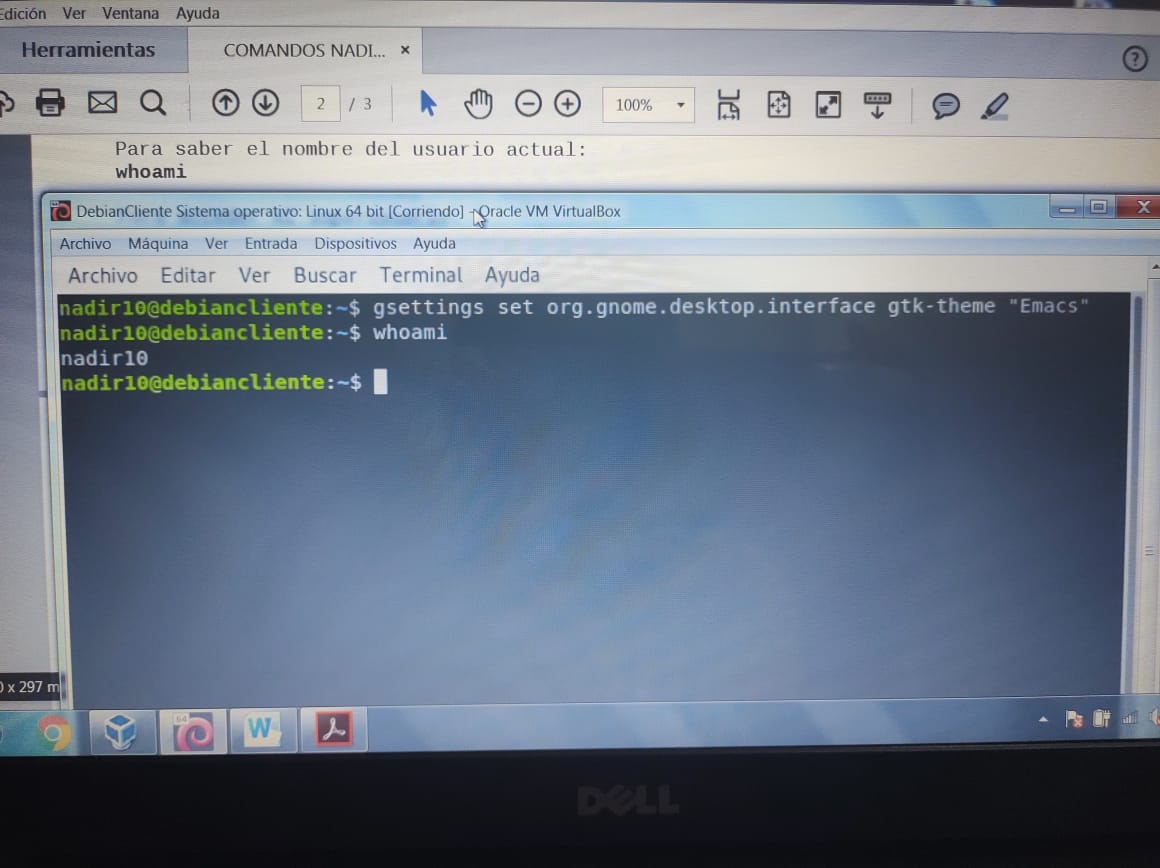 Edición Ver Ventana Ayuda
Herramientas COMANDOS NADI... ×
2 / 3 100%
Para saber el nombre del usuario actual:
whoami
DebianCliente Sistema operativo: Linux 64 bit [Corriendo] - Oracle VM VirtualBox
Archivo Máquina Ver Entrada Dispositivos Ayuda
Archivo Editar Ver Buscar Terminal Ayuda
nadir10@debiancliente:~$ gsettings set org.gnome.desktop.interface gtk-theme "Emacs"
nadir10@debiancliente:~$ whoami
nadir10
nadir10@debiancliente:~$
0 x 297 m
64
W
DELL